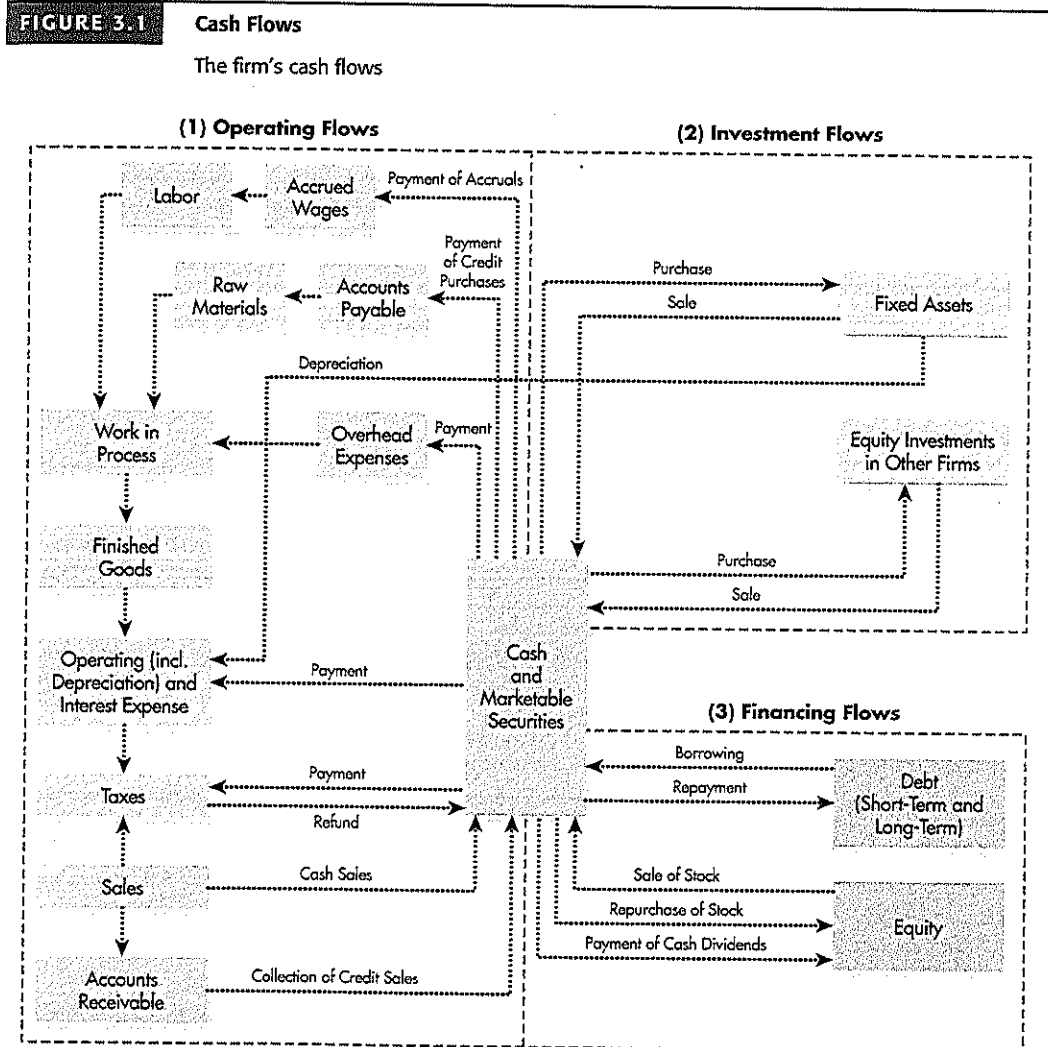 FIGURE 3.1
Cash Flows
The firm's cash flows
(1) Operating Flows
(2) Investment Flows
Labor
Accrued
Wages
Payment of Accruals
Payment
of Credit
Purchases
Raw
Materials
Accounts
Payable
Purchase
Sale
Fixed Assets
Depreciation
Work in
Process
Overhead
Expenses
Payment
Equity Investments
in Other Firms
Finished
Goods
Purchase
Sale
Operating (incl.
Depreciation) and
Interest Expense
Payment
Cash
and
Marketable
Securities
(3) Financing Flows
Borrowing
Repayment
Debt
(Short-Term and
Long-Term)
Taxes
Payment
Refund
Sales
Cash Sales
Sale of Stock
Repurchase of Stock
Payment of Cash Dividends
Equity
Accounts
Receivable
Collection of Credit Sales